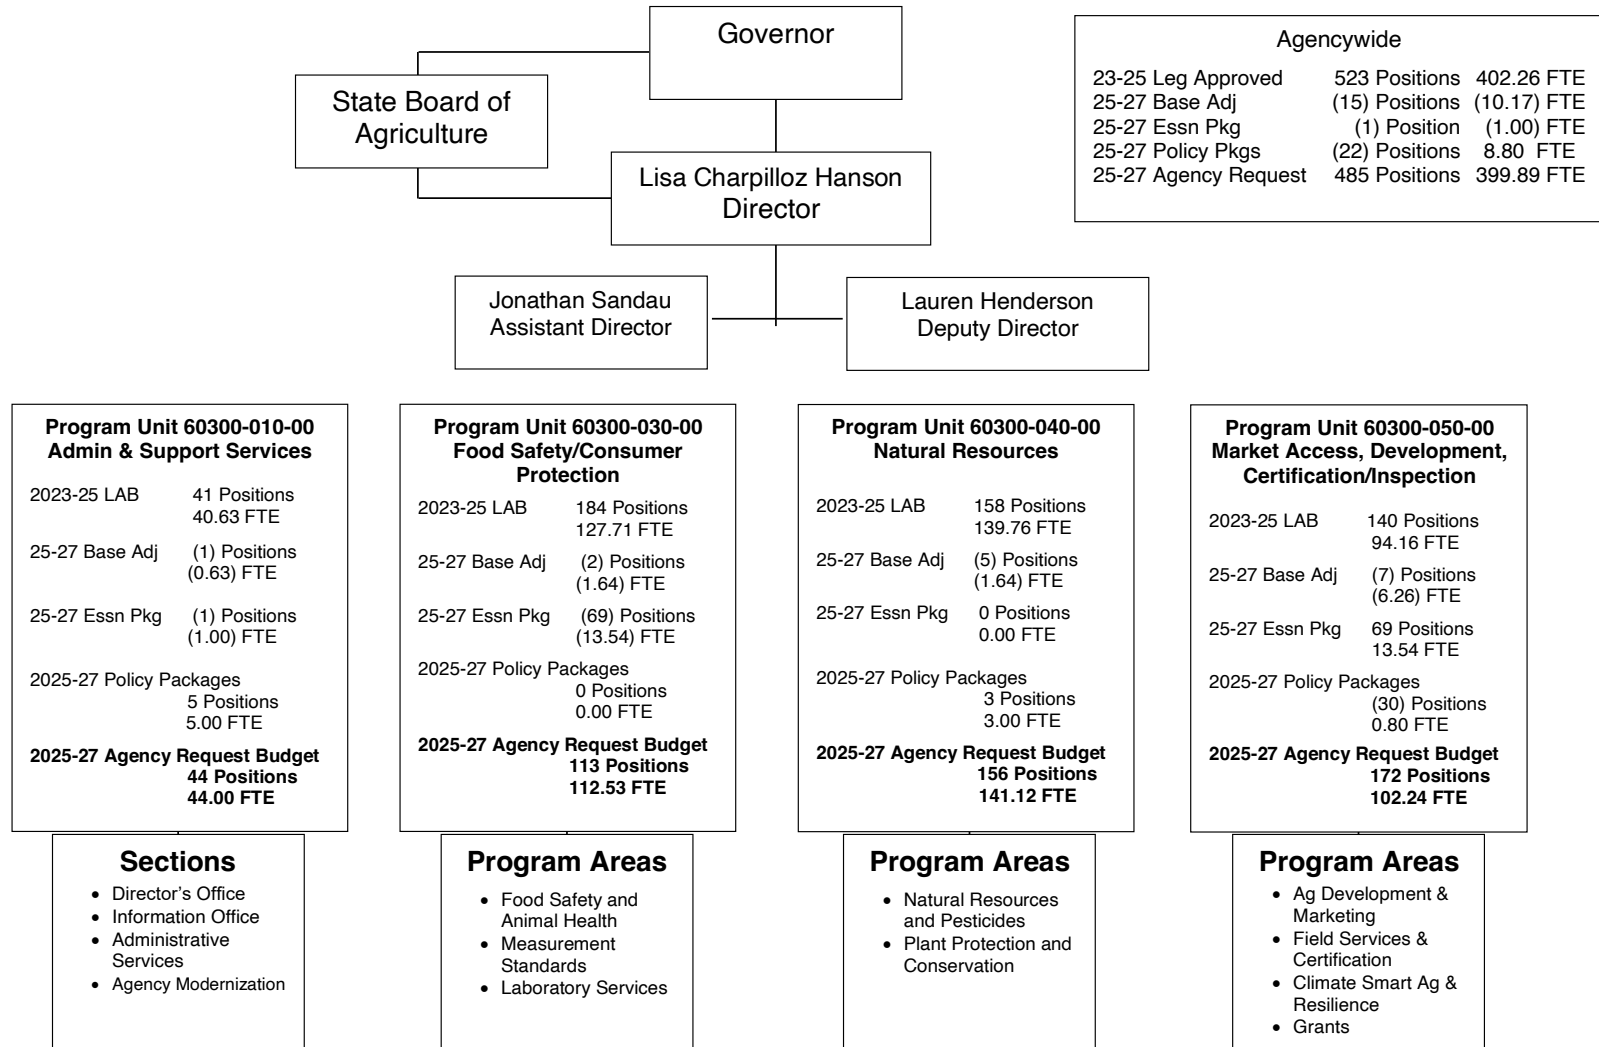 Governor
State Board of
Agriculture
Lisa Charpilloz Hanson
Director
Agencywide
23-25 Leg Approved 523 Positions 402.26 FTE
25-27 Base Adj (15) Positions (10.17) FTE
25-27 Essn Pkg (1) Position (1.00) FTE
25-27 Policy Pkgs (22) Positions 8.80 FTE
25-27 Agency Request 485 Positions 399.89 FTE
Jonathan Sandau
Assistant Director
Lauren Henderson
Deputy Director
Program Unit 60300-010-00
Admin & Support Services
2023-25 LAB 41 Positions
40.63 FTE
25-27 Base Adj (1) Positions
(0.63) FTE
25-27 Essn Pkg (1) Positions
(1.00) FTE
2025-27 Policy Packages
5 Positions
5.00 FTE
2025-27 Agency Request Budget
44 Positions
44.00 FTE
Sections
• Director's Office
• Information Office
• Administrative
Services
• Agency Modernization
Program Unit 60300-030-00
Food Safety/Consumer
Protection
2023-25 LAB 184 Positions
127.71 FTE
25-27 Base Adj (2) Positions
(1.64) FTE
25-27 Essn Pkg (69) Positions
(13.54) FTE
2025-27 Policy Packages
0 Positions
0.00 FTE
2025-27 Agency Request Budget
113 Positions
112.53 FTE
Program Areas
• Food Safety and
Animal Health
• Measurement
Standards
• Laboratory Services
Program Unit 60300-040-00
Natural Resources
2023-25 LAB 158 Positions
139.76 FTE
25-27 Base Adj (5) Positions
(1.64) FTE
25-27 Essn Pkg 0 Positions
0.00 FTE
2025-27 Policy Packages
3 Positions
3.00 FTE
2025-27 Agency Request Budget
156 Positions
141.12 FTE
Program Areas
• Natural Resources
and Pesticides
• Plant Protection and
Conservation
Program Unit 60300-050-00
Market Access, Development,
Certification/Inspection
2023-25 LAB 140 Positions
94.16 FTE
25-27 Base Adj (7) Positions
(6.26) FTE
25-27 Essn Pkg 69 Positions
13.54 FTE
2025-27 Policy Packages
(30) Positions
0.80 FTE
2025-27 Agency Request Budget
172 Positions
102.24 FTE
Program Areas
• Ag Development &
Marketing
• Field Services &
Certification
• Climate Smart Ag &
Resilience
• Grants